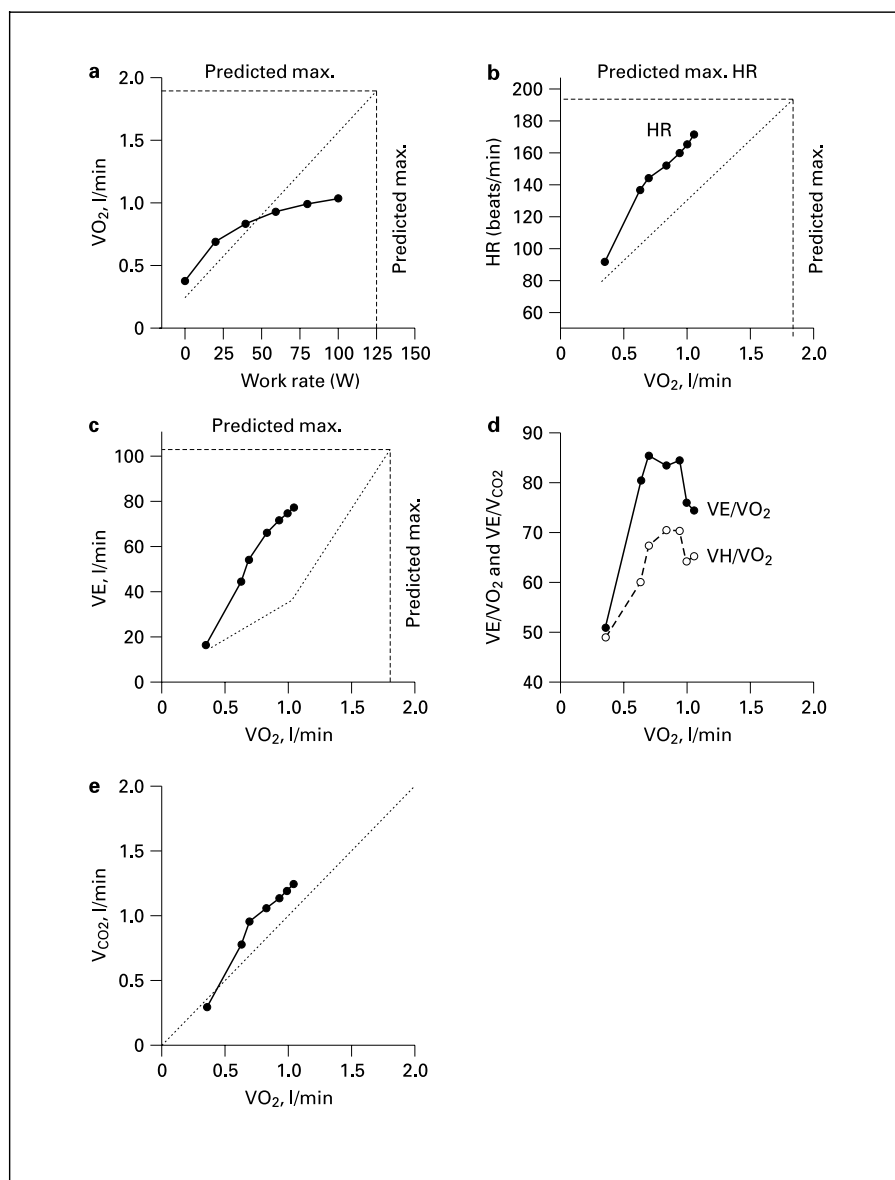 a
Predicted max.
2.0
1.5
1.0
0.5
0
VO2, l/min
Predicted max.
0 25 50 75 100 125 150
Work rate (W)
b
Predicted max. HR
200
180
160
140
120
100
80
60
HR (beats/min)
HR
Predicted max.
0 0.5 1.0 2.0
VO2, l/min
c
Predicted max.
100
80
60
40
20
0
VE, l/min
Predicted max.
0 0.5 1.0 1.5 2.0
VO2, l/min
d
90
80
70
60
50
40
VE/VO2 and VE/VCO2
VE/VO2
VH/VO2
0 0.5 1.0 1.5 2.0
VO2, l/min
e
2.0
1.5
1.0
0.5
0
VCO2, l/min
0 0.5 1.0 1.5 2.0
VO2, l/min